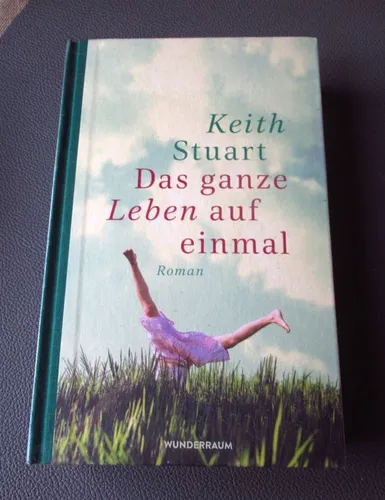 Keith
Stuart
Das ganze
Leben auf
einmal
Roman
WUNDERRAUM